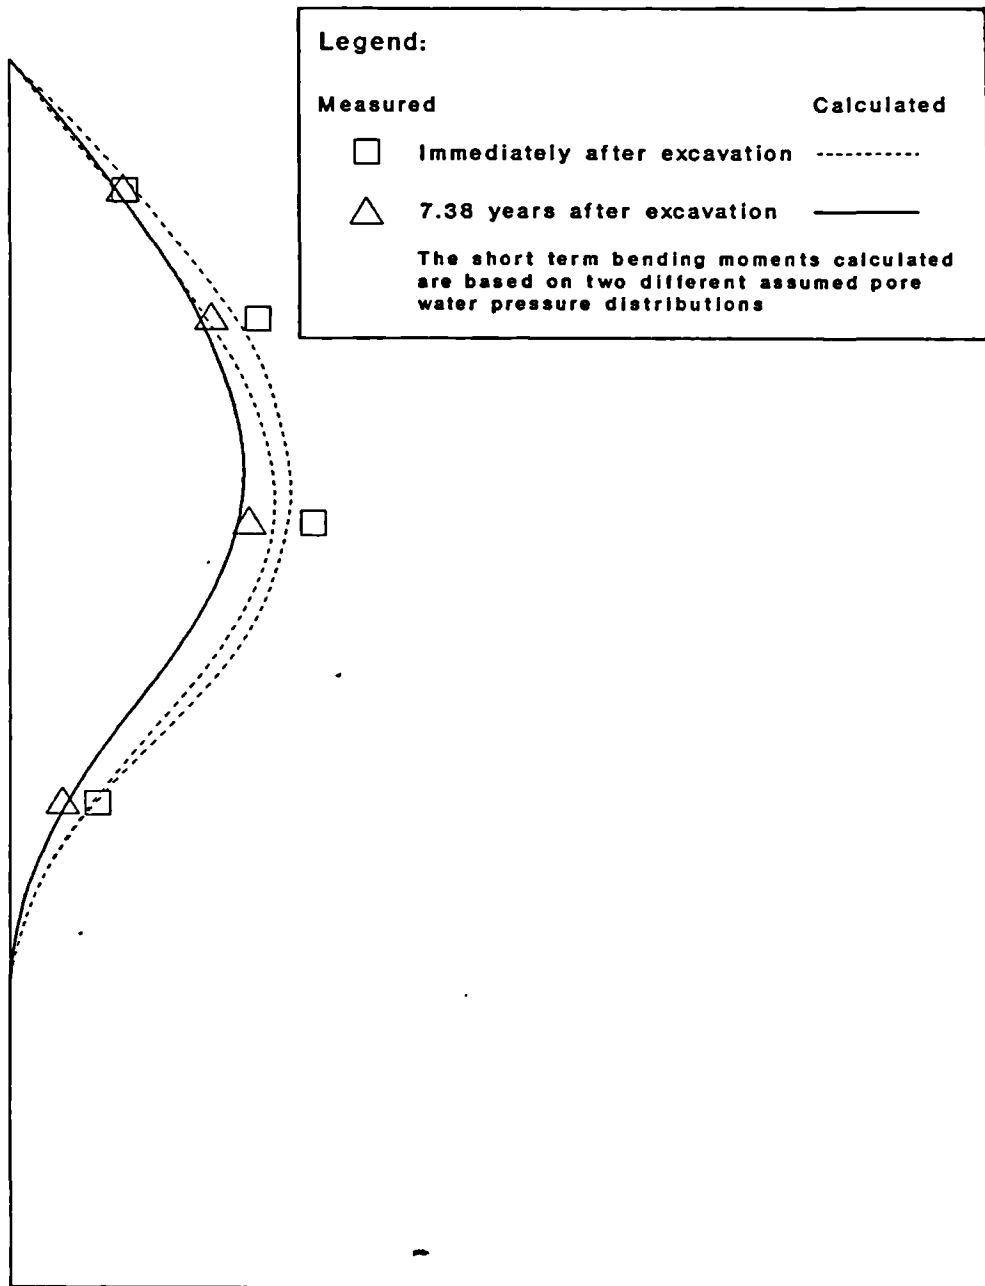 Legend:
Measured Calculated
Immediately after excavation
7.38 years after excavation
The short term bending moments calculated
are based on two different assumed pore
water pressure distributions